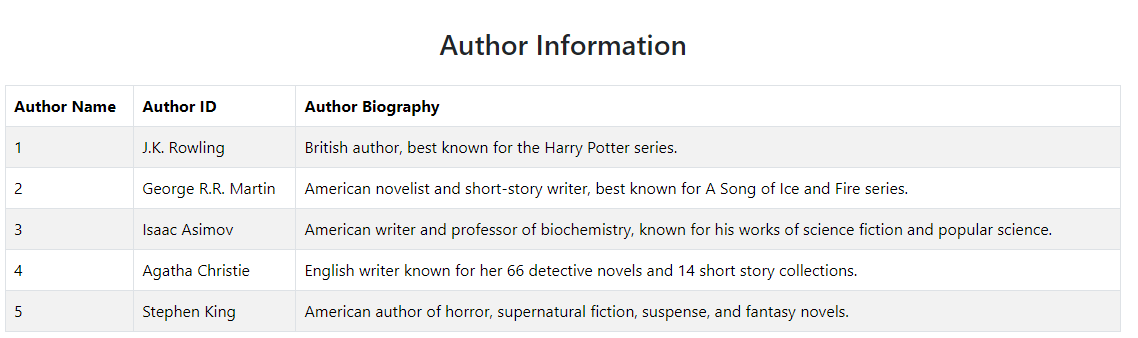 Author Information
Author Name Author ID Author Biography
1 J.K. Rowling British author, best known for the Harry Potter series.
2 George R.R. Martin American novelist and short-story writer, best known for A Song of Ice and Fire series.
3 Isaac Asimov American writer and professor of biochemistry, known for his works of science fiction and popular science.
4 Agatha Christie English writer known for her 66 detective novels and 14 short story collections.
5 Stephen King American author of horror, supernatural fiction, suspense, and fantasy novels.